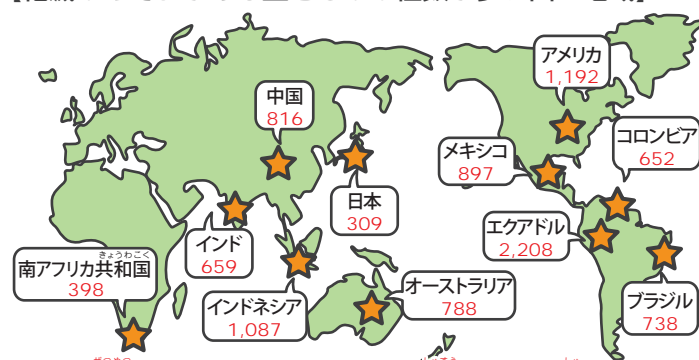 アメリカ
1,192
中国
816
コロンビア
652
メキシコ
897
日本
309
エクアドル
2,208
インド
659
きょうわこく
南アフリカ共和国
398
インドネシア
1,087
オーストラリア
788
ブラジル
738